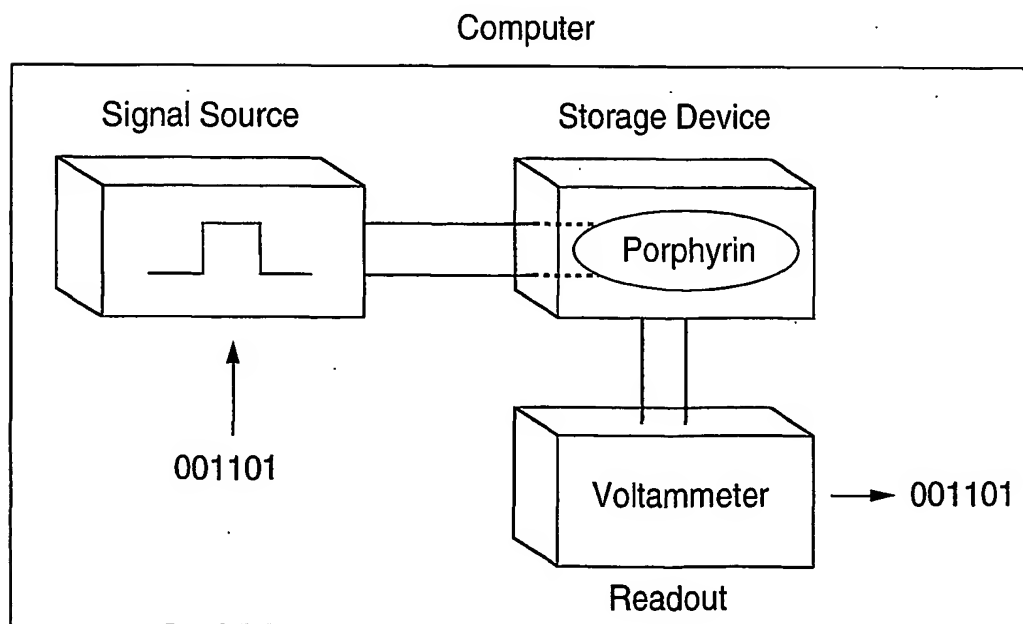 Computer
Signal Source
Storage Device
Porphyrin
001101
Voltammeter
001101
Readout